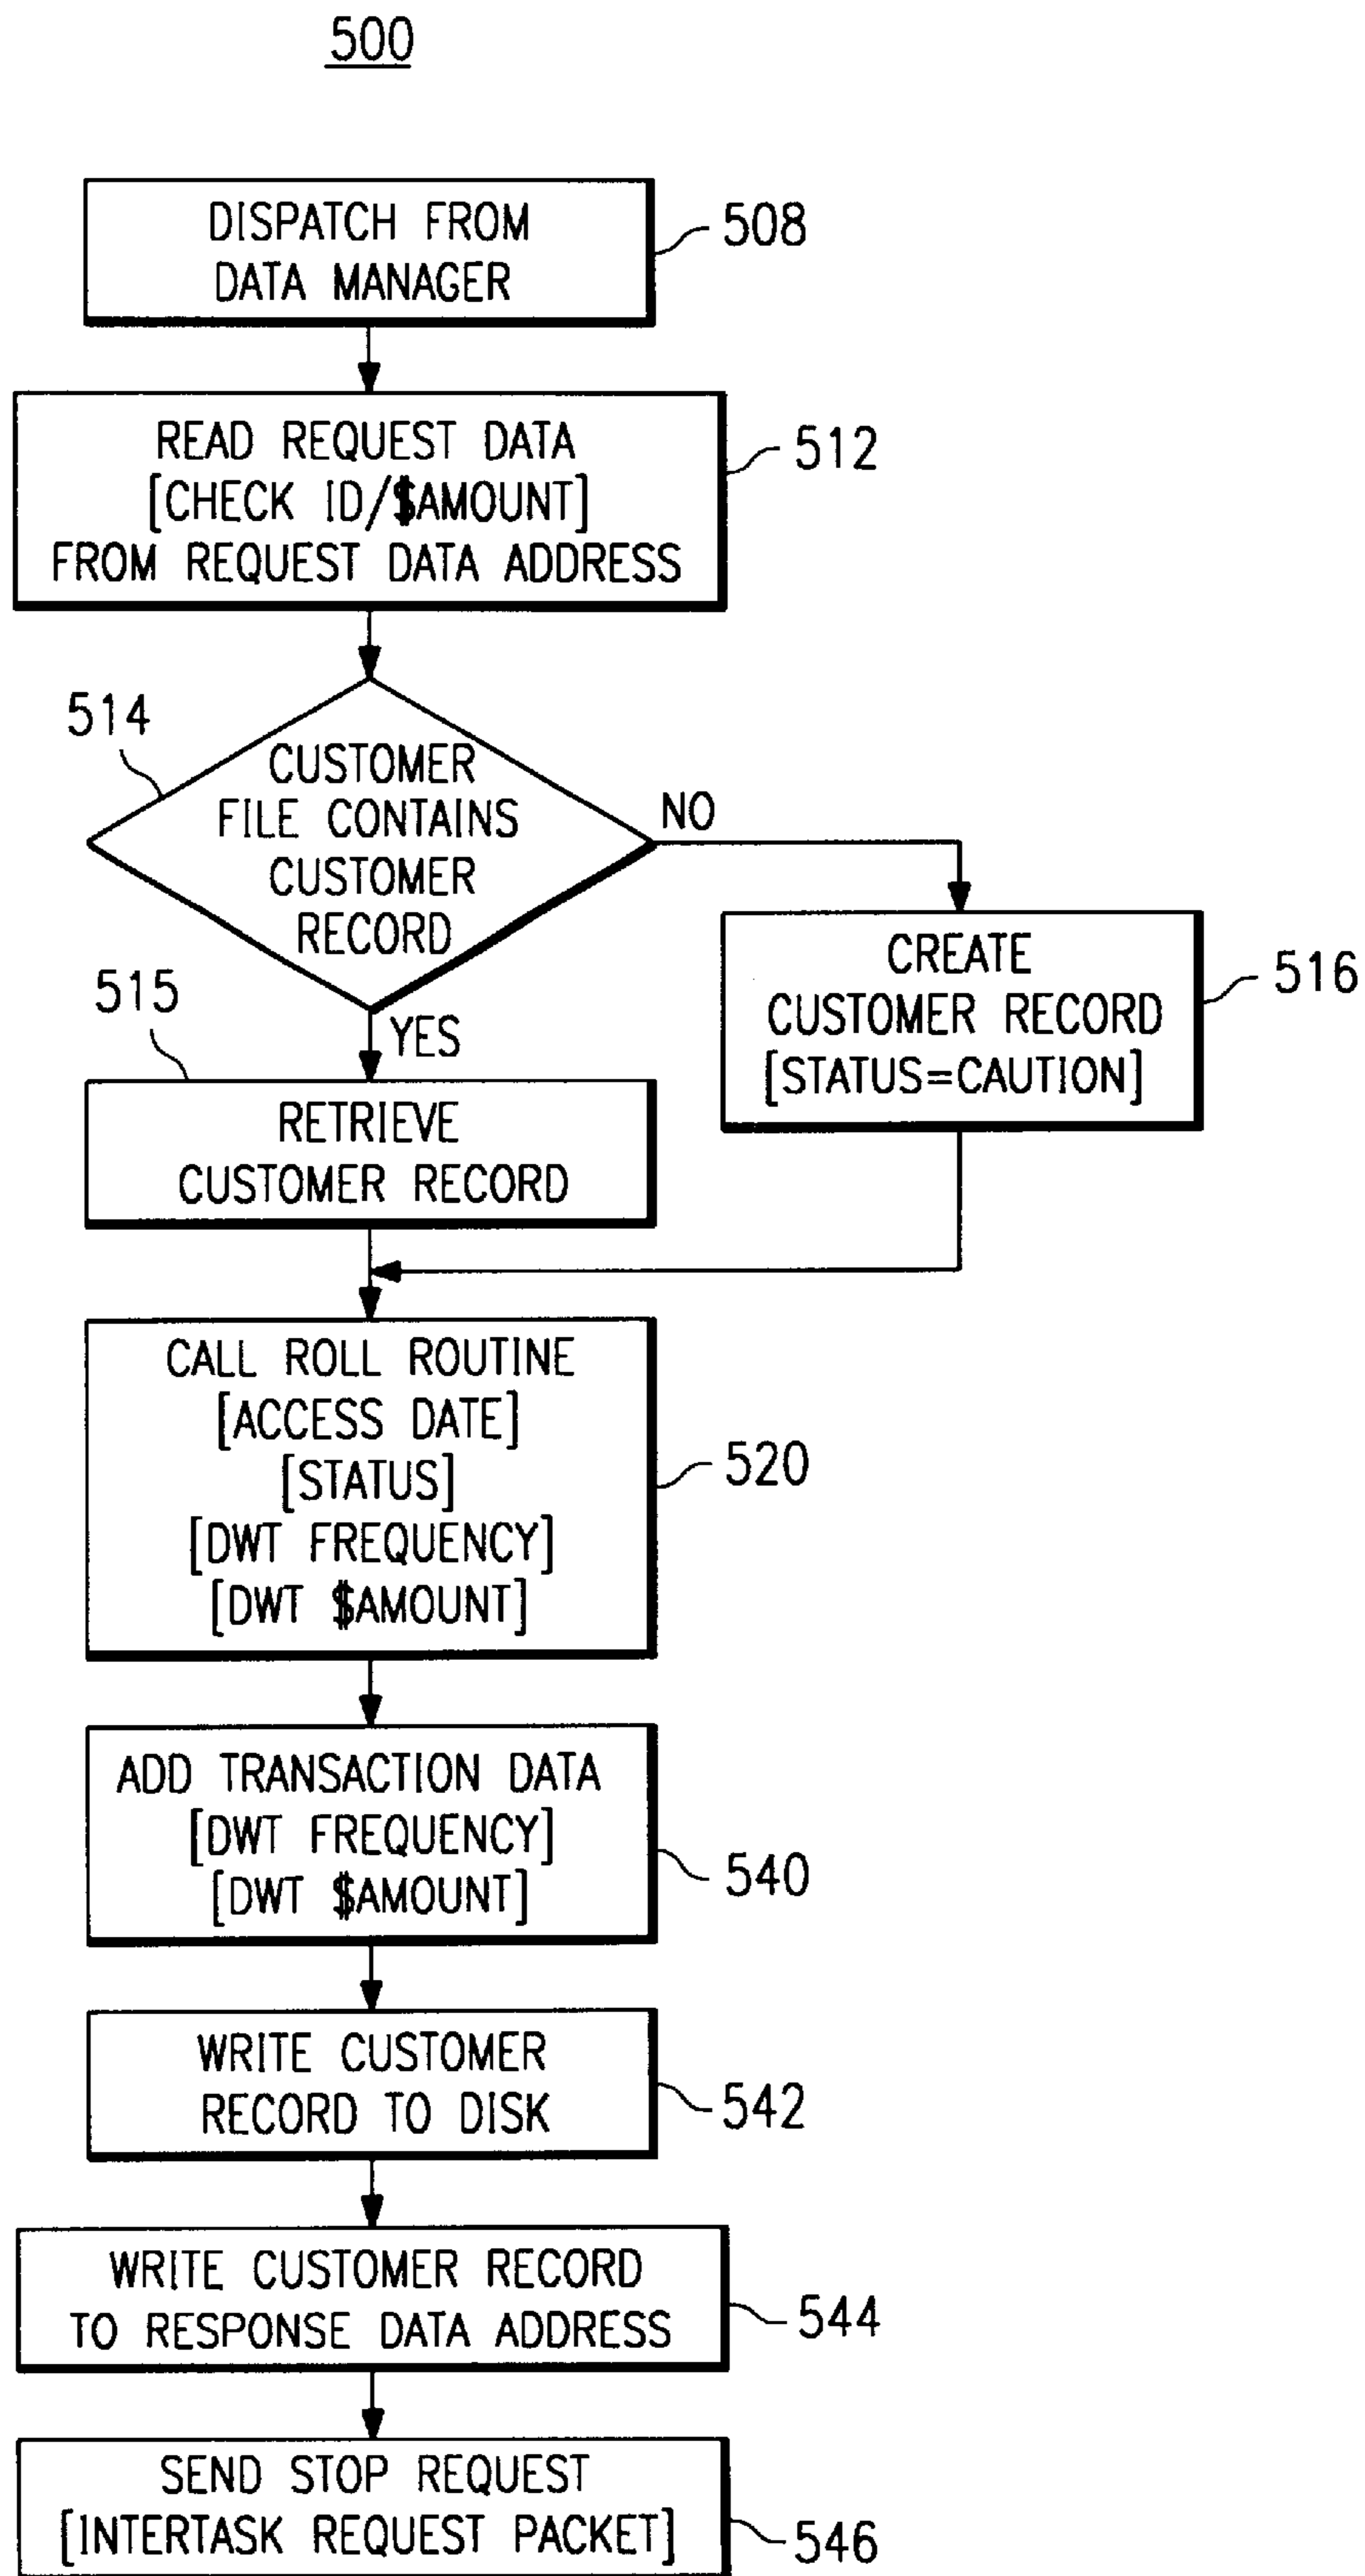 500
DISPATCH FROM
DATA MANAGER
508
READ REQUEST DATA
[CHECK ID/$AMOUNT]
FROM REQUEST DATA ADDRESS
512
514
CUSTOMER
FILE CONTAINS
CUSTOMER
RECORD
NO
YES
CREATE
CUSTOMER RECORD
[STATUS=CAUTION]
516
515
RETRIEVE
CUSTOMER RECORD
CALL ROLL ROUTINE
[ACCESS DATE]
[STATUS]
[DWT FREQUENCY]
[DWT $AMOUNT]
520
ADD TRANSACTION DATA
[DWT FREQUENCY]
[DWT $AMOUNT]
540
WRITE CUSTOMER
RECORD TO DISK
542
WRITE CUSTOMER RECORD
TO RESPONSE DATA ADDRESS
544
SEND STOP REQUEST
[INTERTASK REQUEST PACKET]
546